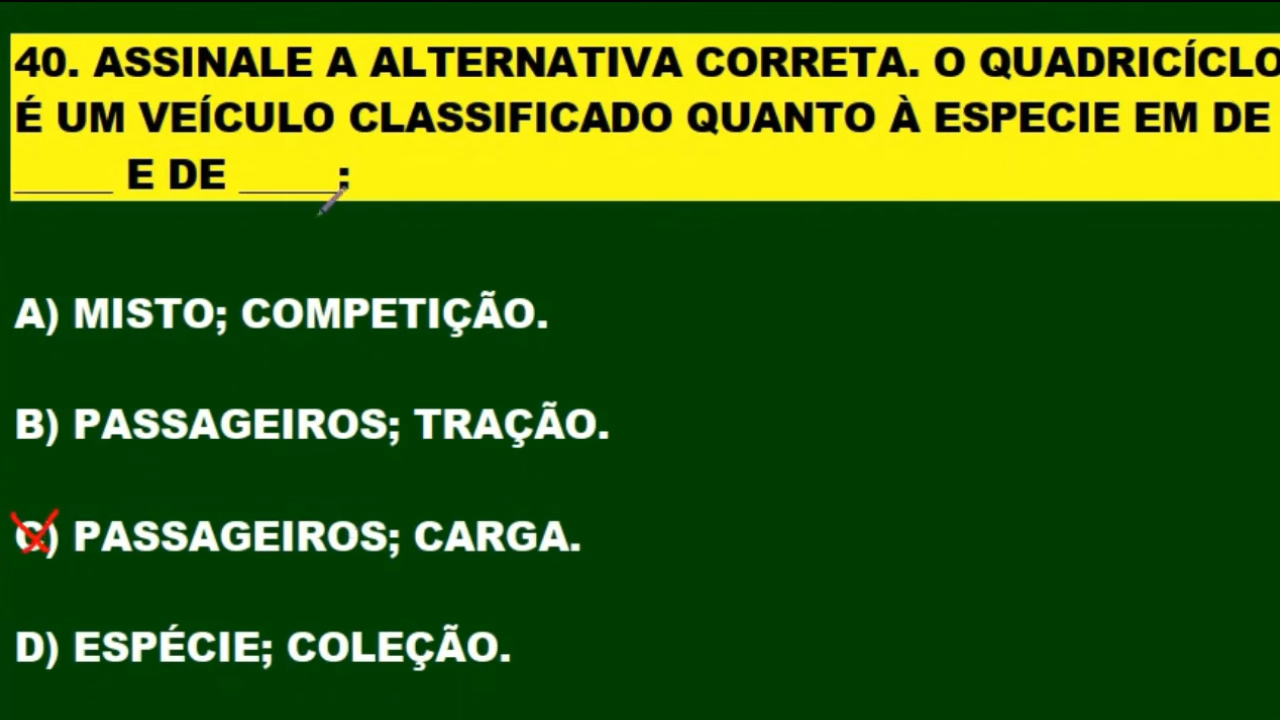 40. ASSINALE A ALTERNATIVA CORRETA. O QUADRICÍCLO
É UM VEÍCULO CLASSIFICADO QUANTO À ESPECIE EM DE
_____ E DE _____;
A) MISTO; COMPETIÇÃO.
B) PASSAGEIROS; TRAÇÃO.
C) PASSAGEIROS; CARGA.
D) ESPÉCIE; COLEÇÃO.